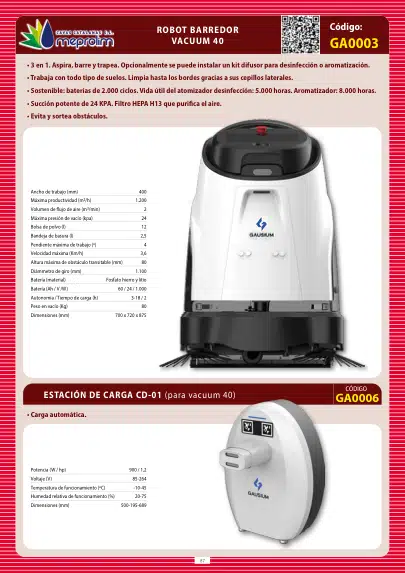 CUPAS CATALANAS S.L.
meprolim
ROBOT BARREDOR
VACUUM 40
Código:
GA0003
• 3 en 1. Aspira, barre y trapea. Opcionalmente se puede instalar un kit difusor para desinfección o aromatización.
• Trabaja con todo tipo de suelos. Limpia hasta los bordes gracias a sus cepillos laterales.
• Sostenible: baterías de 2.000 ciclos. Vida útil del atomizador desinfección: 5.000 horas. Aromatizador: 8.000 horas.
• Succión potente de 24 KPA. Filtro HEPA H13 que purifica el aire.
• Evita y sortea obstáculos.
Ancho de trabajo (mm) 400
Máxima productividad (m²/h) 1.200
Volumen de flujo de aire (m³/min) 2
Máxima presión de vacío (kpa) 24
Bolsa de polvo (l) 12
Bandeja de basura (l) 2,5
Pendiente máxima de trabajo (º) 4
Velocidad máxima (Km/h) 3,6
Altura máxima de obstáculo transitable (mm) 80
Diámetro de giro (mm) 1.100
Batería (material) Fosfato hierro y litio
Batería (Ah / V /W) 60 / 24 / 1.000
Autonomía / Tiempo de carga (h) 3-18 / 2
Peso en vacío (Kg) 80
Dimensiones (mm) 700 x 720 x 975
GAUSIUM
ESTACIÓN DE CARGA CD-01 (para vacuum 40)
CÓDIGO
GA0006
• Carga automática.
Potencia (W / hp) 900 / 1,2
Voltaje (V) 85-264
Temperatura de funcionamiento (ºC) -10-45
Humedad relativa de funcionamiento (%) 20-75
Dimensiones (mm) 500-195-689
GAUSIUM